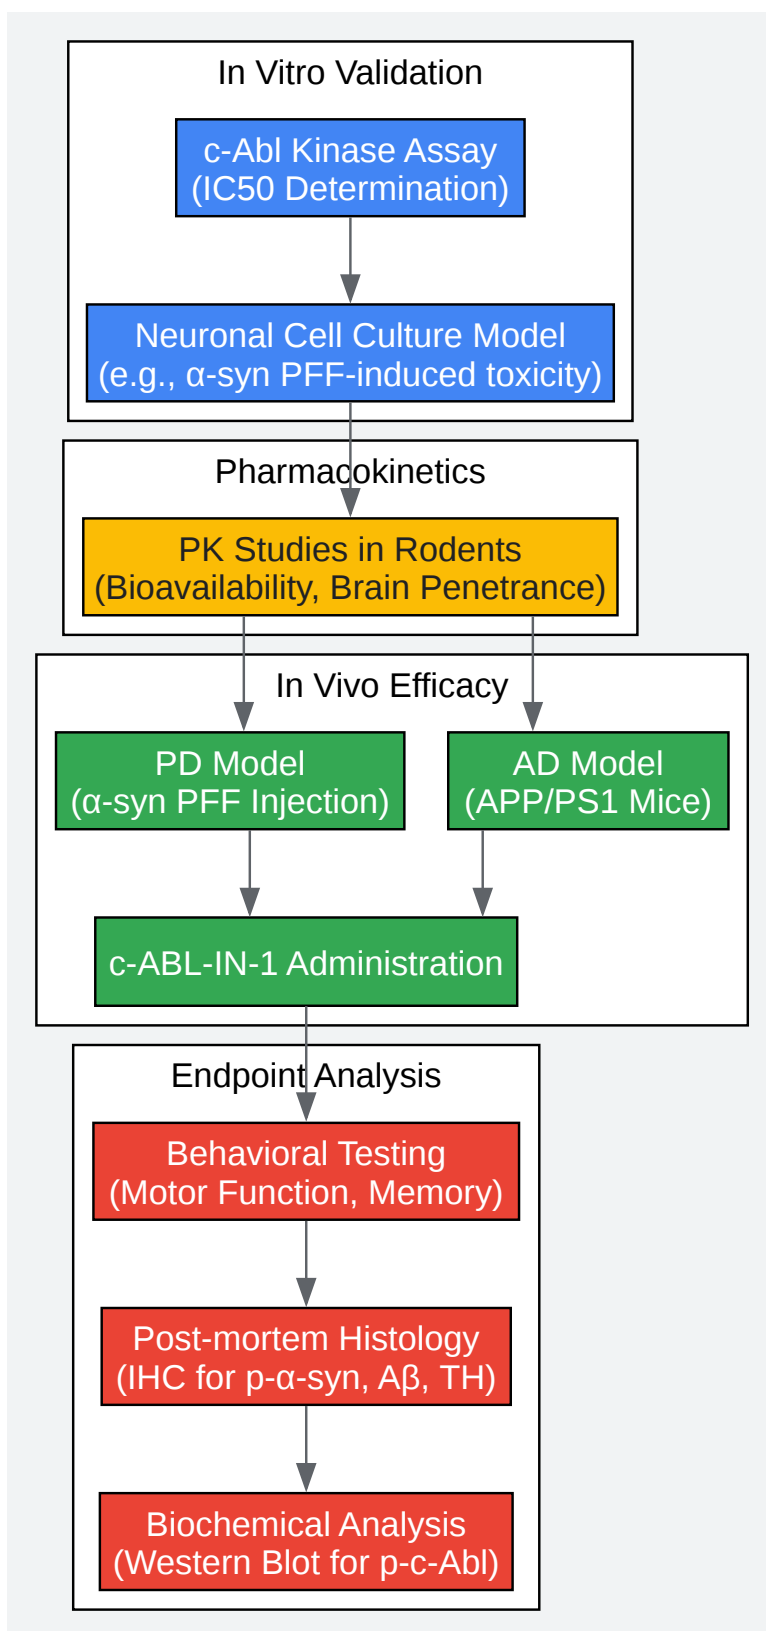 In Vitro Validation
c-Abl Kinase Assay
(IC50 Determination)
Neuronal Cell Culture Model
(e.g., α-syn PFF-induced toxicity)
Pharmacokinetics
PK Studies in Rodents
(Bioavailability, Brain Penetrance)
In Vivo Efficacy
PD Model
(α-syn PFF Injection)
AD Model
(APP/PS1 Mice)
c-ABL-IN-1 Administration
Endpoint Analysis
Behavioral Testing
(Motor Function, Memory)
Post-mortem Histology
(IHC for p-α-syn, Aβ, TH)
Biochemical Analysis
(Western Blot for p-c-Abl)